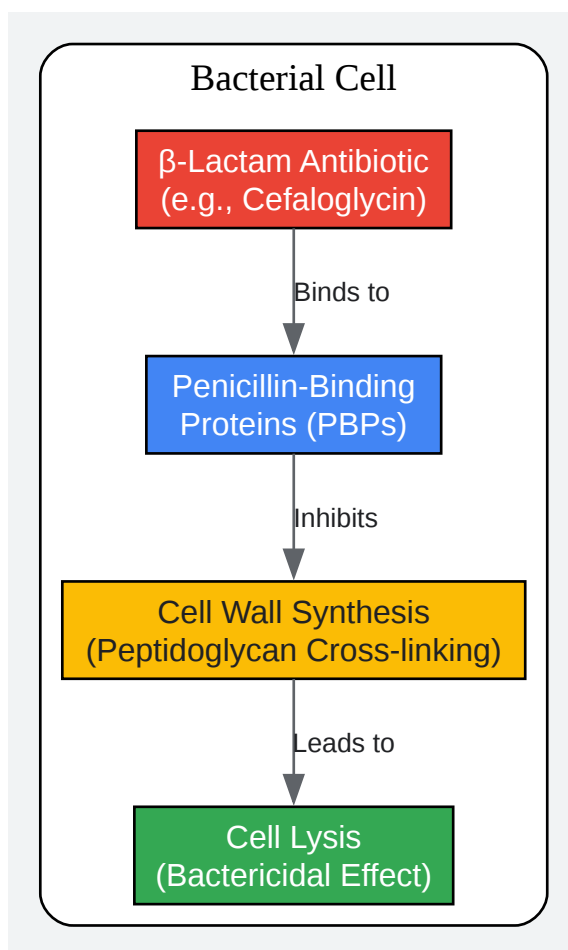 Bacterial Cell
β-Lactam Antibiotic
(e.g., Cefaloglycin)
Binds to
Penicillin-Binding
Proteins (PBPs)
Inhibits
Cell Wall Synthesis
(Peptidoglycan Cross-linking)
Leads to
Cell Lysis
(Bactericidal Effect)